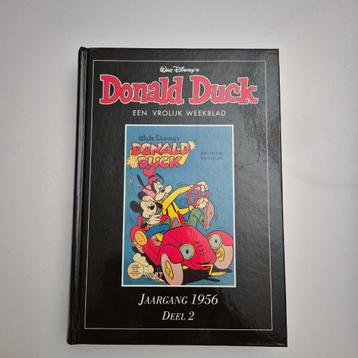 Walt Disney's
Donald Duck
EEN VROLIJK WEEKBLAD
Walt Disney's
DONALD
DUCK
EEN VROLIJK
WEEKBLAD
JAARGANG 1956
DEEL 2